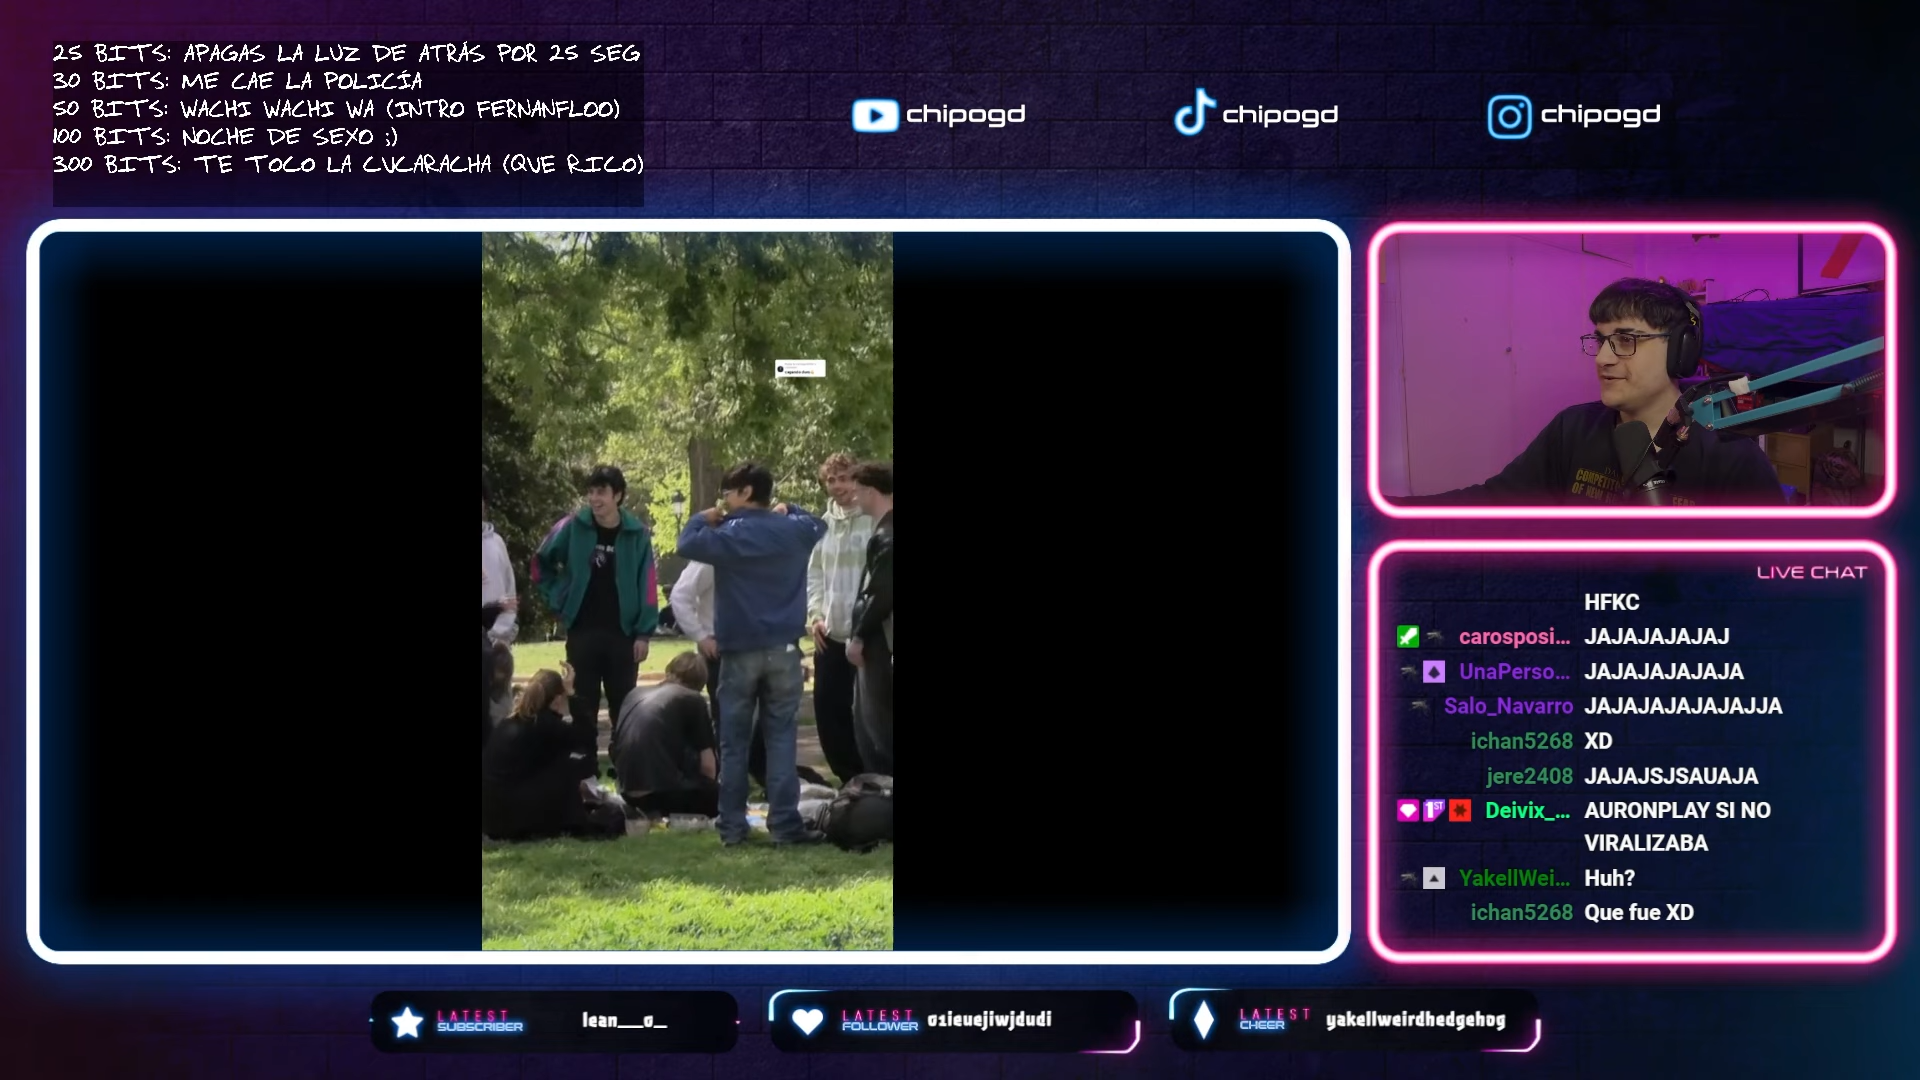 25 BITS: APAGAS LA LUZ DE ATRÁS POR 25 SEG
30 BITS: ME CAE LA POLICÍA
50 BITS: WACHI WACHI WA (INTRO FERNANFLOO)
100 BITS: NOCHE DE SEXO ;)
300 BITS: TE TOCO LA CUCARACHA (QUE RICO)
chipogd
chipogd
chipogd
LIVE CHAT
HFKC
carosposi... JAJAJAJAJAJ
UnaPerso... JAJAJAJAJAJA
Salo_Navarro JAJAJAJAJAJAJJA
ichan5268 XD
jere2408 JAJAJSJSAUAJA
1ST Deivix_... AURONPLAY SI NO
VIRALIZABA
YakellWei... Huh?
ichan5268 Que fue XD
LATEST SUBSCRIBER lean__o_
LATEST FOLLOWER o1ieuejiwjdudi
LATEST CHEER yakellweirdhedgehog